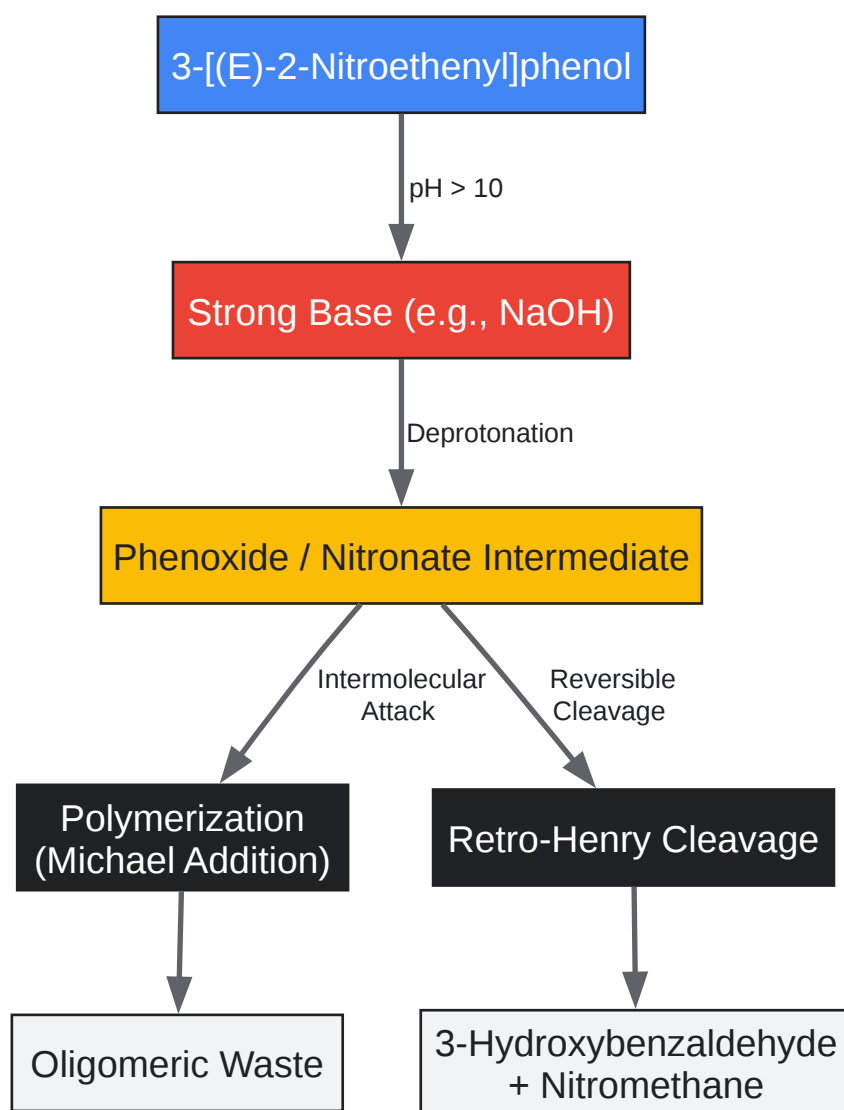 3-[(E)-2-Nitroethenyl]phenol
pH > 10
Strong Base (e.g., NaOH)
Deprotonation
Phenoxide / Nitronate Intermediate
Intermolecular
Attack
Reversible
Cleavage
Polymerization
(Michael Addition)
Retro-Henry Cleavage
Oligomeric Waste
3-Hydroxybenzaldehyde
+ Nitromethane